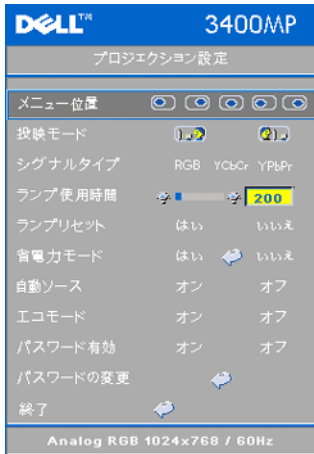 DELL™ 3400MP
プロジェクション設定
メニュー位置
投映モード
シグナルタイプ RGB YCbCr YPbPr
ランプ使用時間 200
ランプリセット はい いいえ
省電力モード はい いいえ
自動ソース オン オフ
エコモード オン オフ
パスワード有効 オン オフ
パスワードの変更
終了
Analog RGB 1024x768 / 60Hz